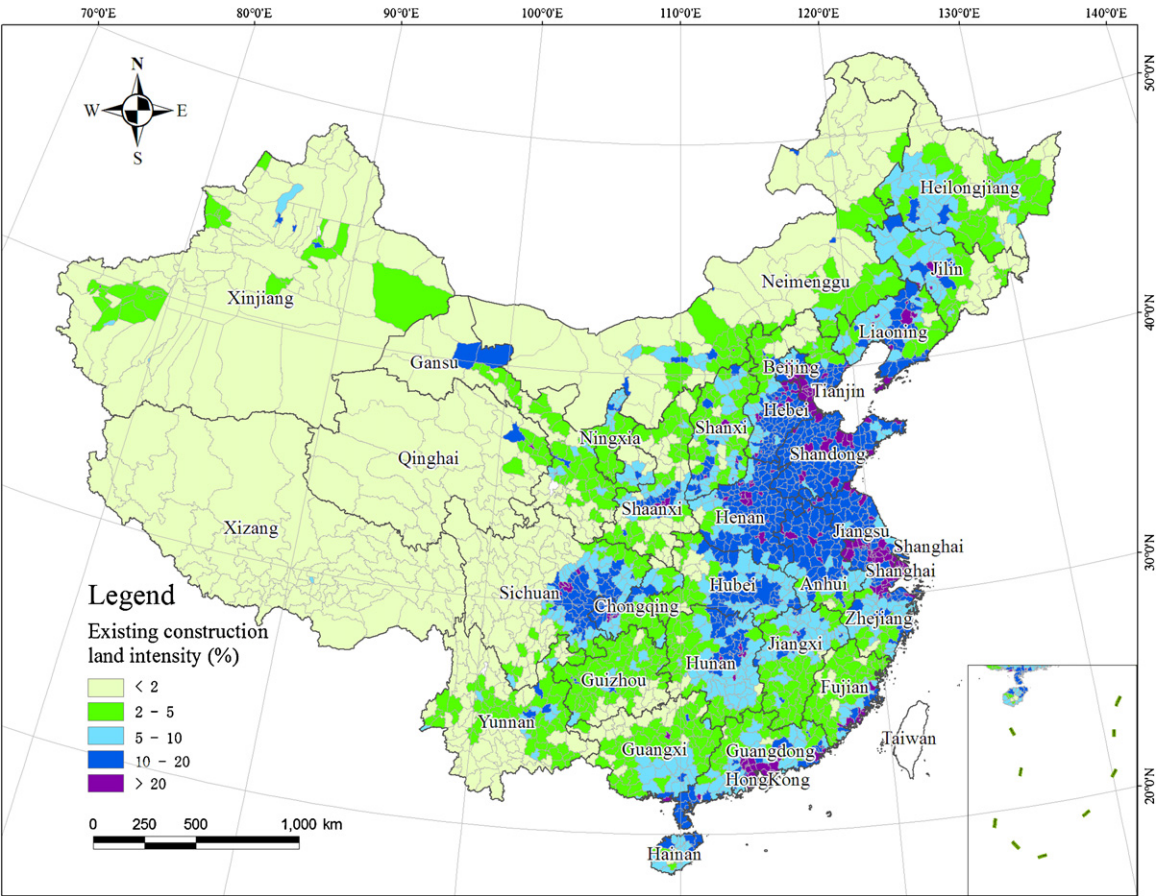 70°0'E 80°0'E 90°0'E 100°0'E 110°0'E 120°0'E 130°0'E 140°0'E
50°0'N
40°0'N
30°0'N
20°0'N
N
W E
S
Heilongjiang
Jilin
Neimenggu
Xinjiang
Liaoning
Gansu
Beijing
Tianjin
Hebei
Shanxi
Ningxia
Shandong
Qinghai
Shaanxi
Henan
Xizang
Jiangsu
Shanghai
Shanghai
Hubei
Anhui
Sichuan
Chongqing
Zhejiang
Jiangxi
Hunan
Guizhou
Fujian
Yunnan
Taiwan
Guangxi
Guangdong
HongKong
Hainan
Legend
Existing construction
land intensity (%)
< 2
2 - 5
5 - 10
10 - 20
> 20
0 250 500 1,000 km